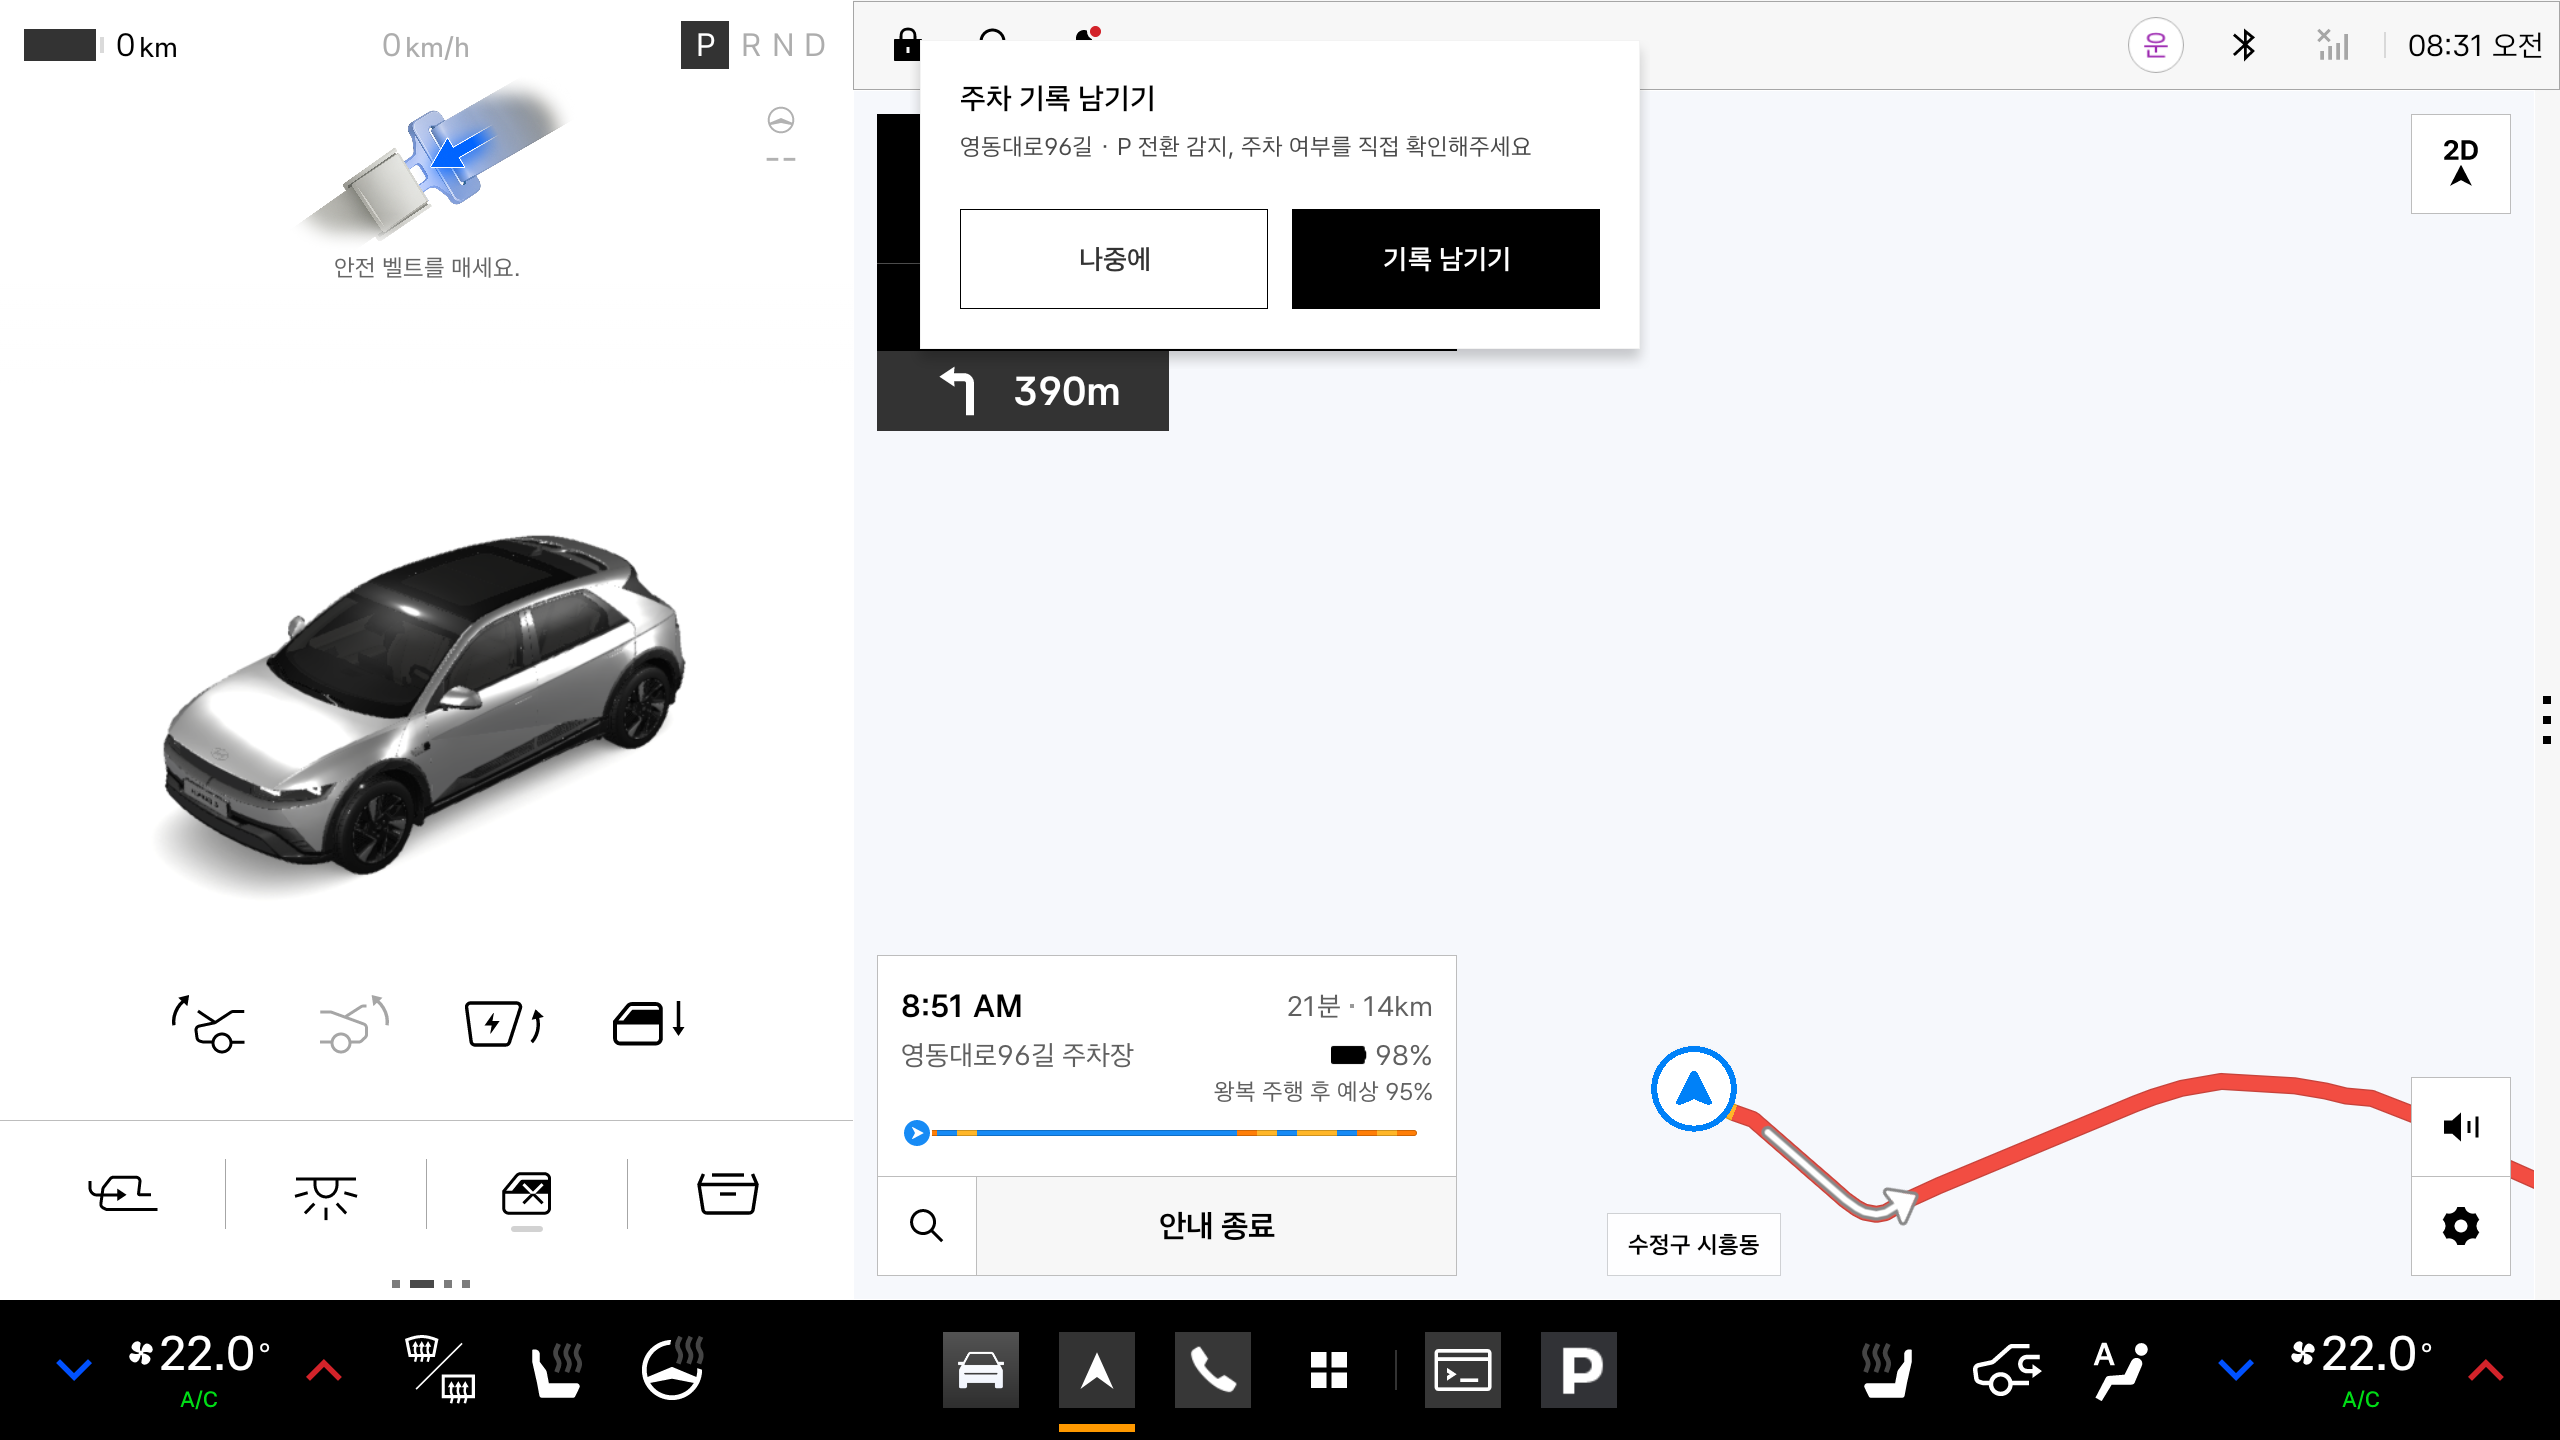 0 km
0 km/h
P R N D
--
안전 벨트를 매세요.
운
08:31 오전
주차 기록 남기기
영동대로96길 · P 전환 감지, 주차 여부를 직접 확인해주세요
나중에
기록 남기기
2D
390m
8:51 AM
21분 · 14km
영동대로96길 주차장
98%
왕복 주행 후 예상 95%
안내 종료
수정구 시흥동
22.0°
A/C
P
A
22.0°
A/C